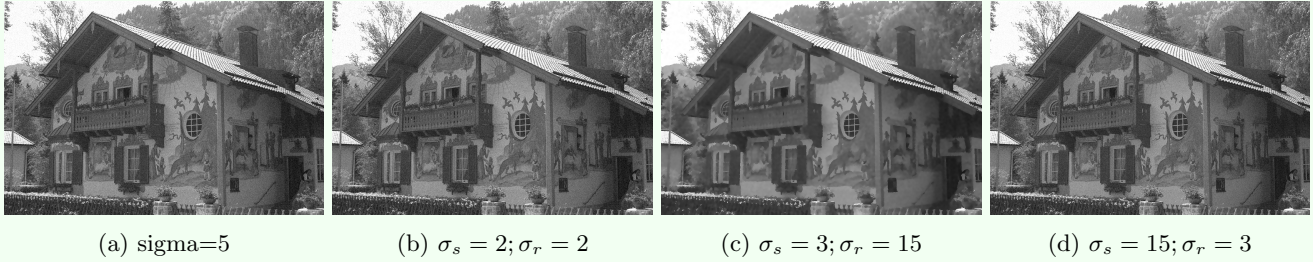 (a) sigma=5
(b) σₛ = 2; σᵣ = 2
(c) σₛ = 3; σᵣ = 15
(d) σₛ = 15; σᵣ = 3